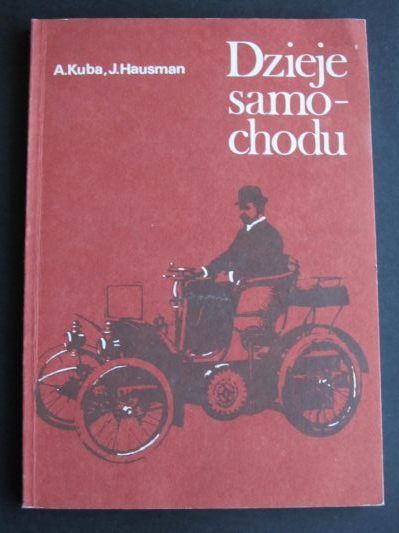 A.Kuba, J.Hausman
Dzieje
samo-
chodu